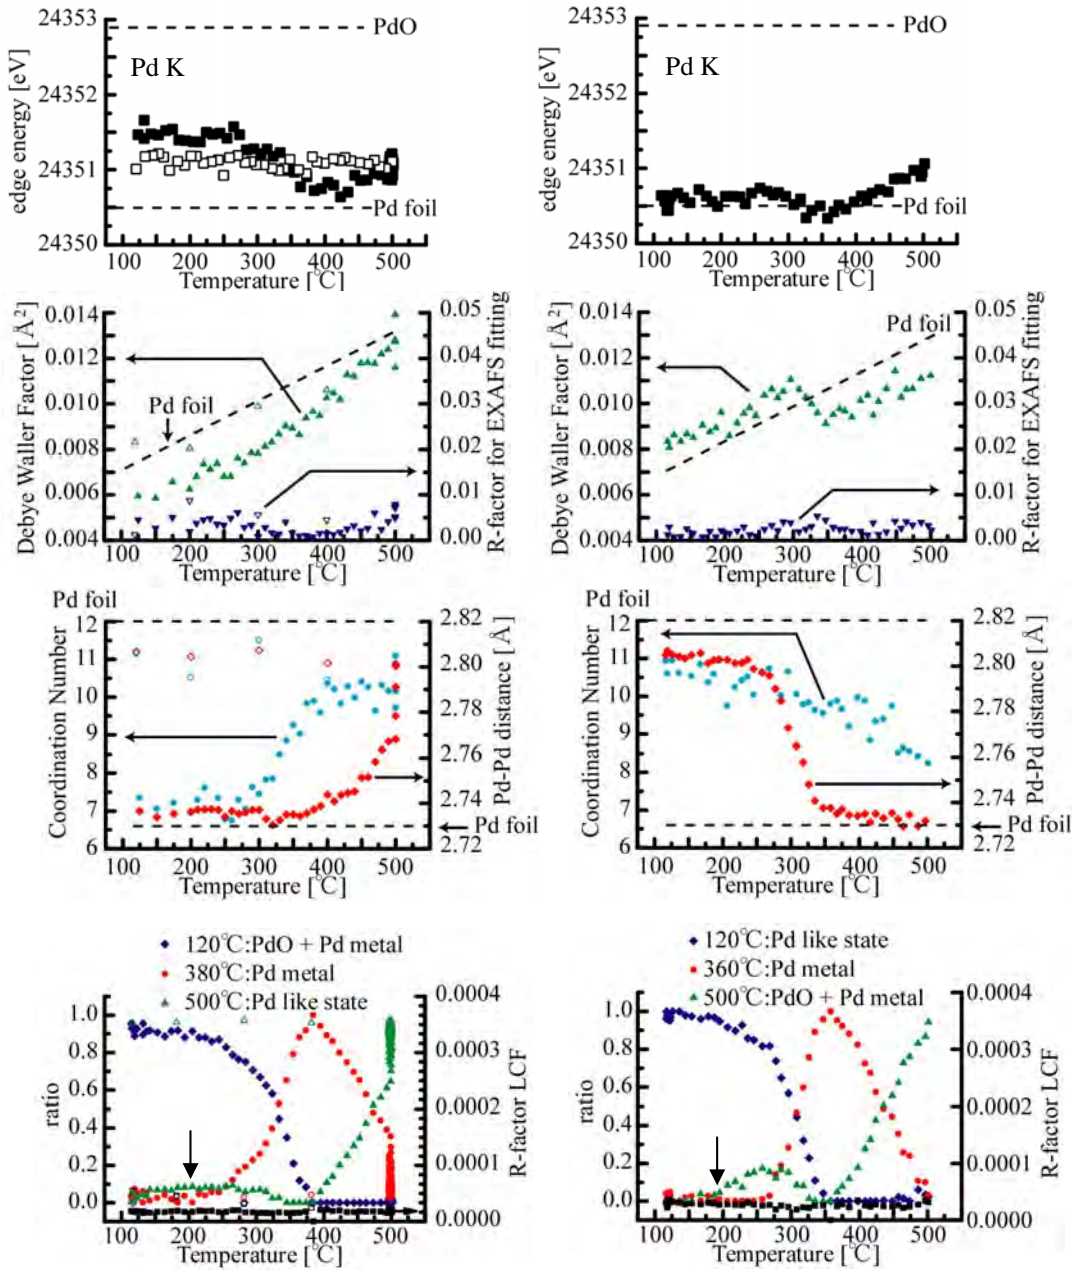 24353
24352
24351
24350
edge energy [eV]
PdO
Pd K
Pd foil
100 200 300 400 500
Temperature [°C]
24353
24352
24351
24350
edge energy [eV]
PdO
Pd K
Pd foil
100 200 300 400 500
Temperature [°C]
0.014
0.012
0.010
0.008
0.006
0.004
Debye Waller Factor [Å²]
Pd foil
0.05
0.04
0.03
0.02
0.01
0.00
R-factor for EXAFS fitting
100 200 300 400 500
Temperature [°C]
0.014
0.012
0.010
0.008
0.006
0.004
Debye Waller Factor [Å²]
Pd foil
0.05
0.04
0.03
0.02
0.01
0.00
R-factor for EXAFS fitting
100 200 300 400 500
Temperature [°C]
Pd foil
12
11
10
9
8
7
6
Coordination Number
2.82
2.80
2.78
2.76
2.74
2.72
Pd-Pd distance [Å]
Pd foil
100 200 300 400 500
Temperature [°C]
Pd foil
12
11
10
9
8
7
6
Coordination Number
2.82
2.80
2.78
2.76
2.74
2.72
Pd-Pd distance [Å]
Pd foil
100 200 300 400 500
Temperature [°C]
120°C:PdO + Pd metal
380°C:Pd metal
500°C:Pd like state
1.0
0.8
0.6
0.4
0.2
0.0
ratio
0.0004
0.0003
0.0002
0.0001
0.0000
R-factor LCF
100 200 300 400 500
Temperature [°C]
120°C:Pd like state
360°C:Pd metal
500°C:PdO + Pd metal
1.0
0.8
0.6
0.4
0.2
0.0
ratio
0.0004
0.0003
0.0002
0.0001
0.0000
R-factor LCF
100 200 300 400 500
Temperature [°C]